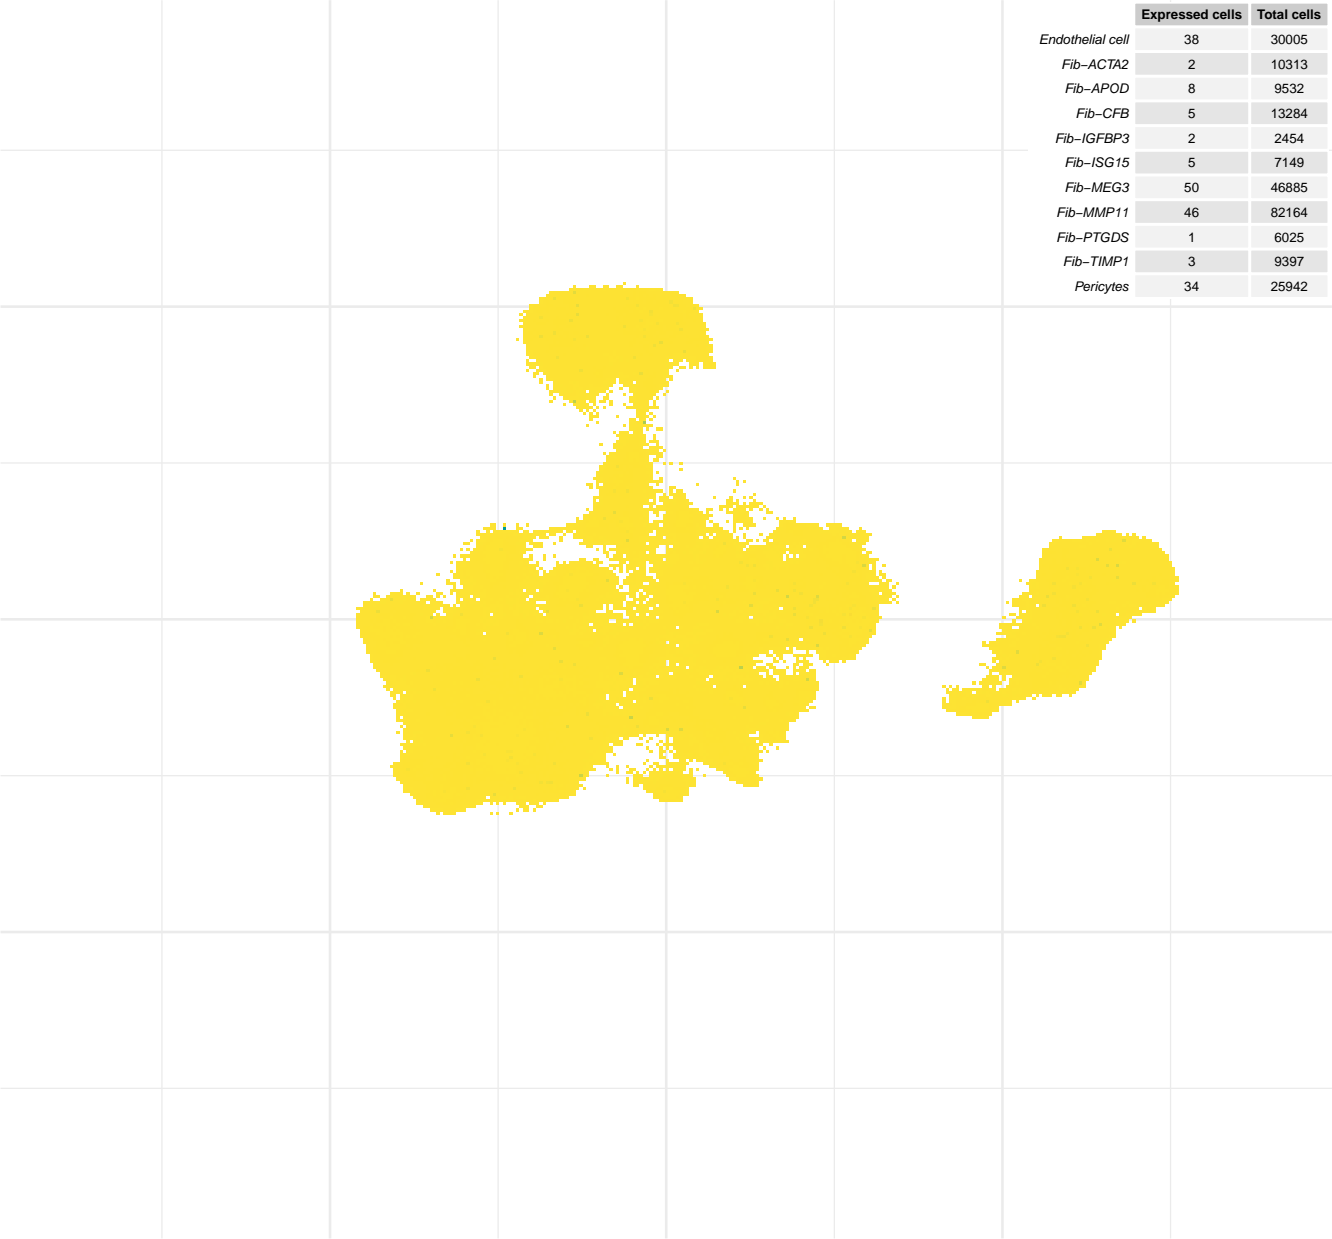 Expressed cells Total cells
Endothelial cell 38 30005
Fib−ACTA2 2 10313
Fib−APOD 8 9532
Fib−CFB 5 13284
Fib−IGFBP3 2 2454
Fib−ISG15 5 7149
Fib−MEG3 50 46885
Fib−MMP11 46 82164
Fib−PTGDS 1 6025
Fib−TIMP1 3 9397
Pericytes 34 25942